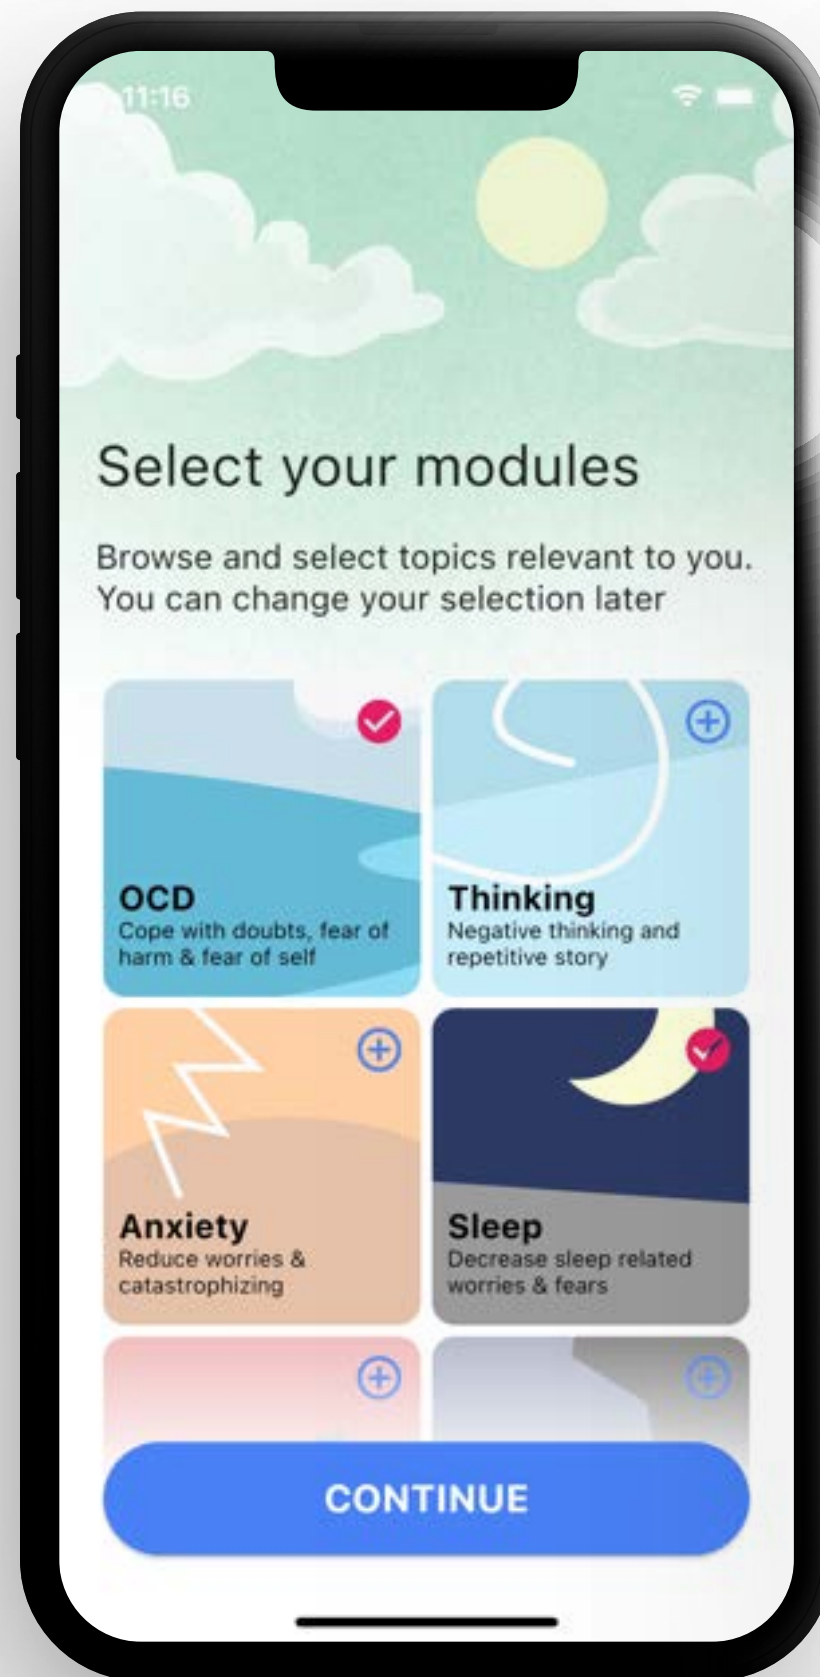 11:16
Select your modules
Browse and select topics relevant to you.
You can change your selection later
OCD
Cope with doubts, fear of
harm & fear of self
Thinking
Negative thinking and
repetitive story
Anxiety
Reduce worries &
catastrophizing
Sleep
Decrease sleep related
worries & fears
CONTINUE